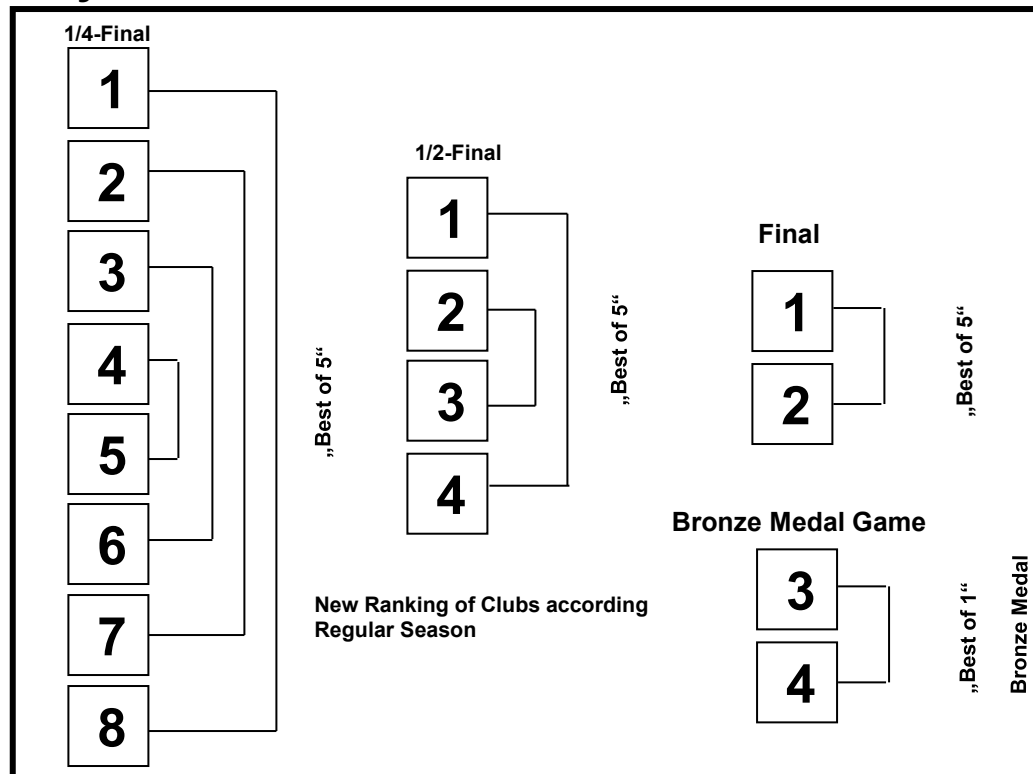 1/4-Final
1
2
3
4
5
6
7
8
„Best of 5“
1/2-Final
1
2
3
4
„Best of 5“
New Ranking of Clubs according
Regular Season
Final
1
2
„Best of 5“
Bronze Medal Game
3
4
„Best of 1“
Bronze Medal